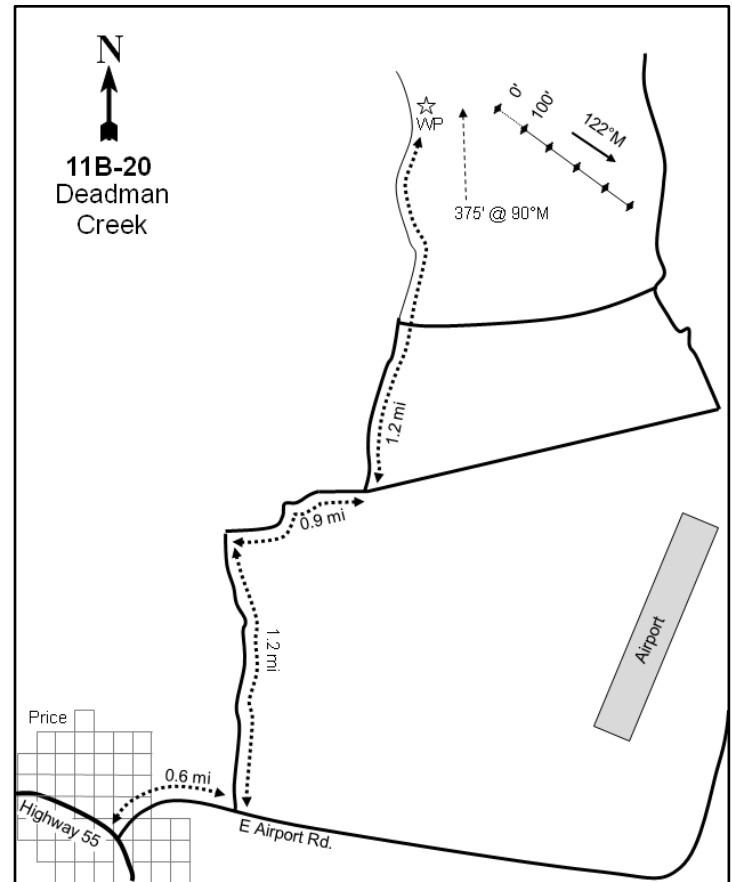 N
11B-20
Deadman
Creek
WP
0'
100'
122°M
375' @ 90°M
1.2 mi
0.9 mi
1.2 mi
Airport
Price
0.6 mi
Highway 55
E Airport Rd.